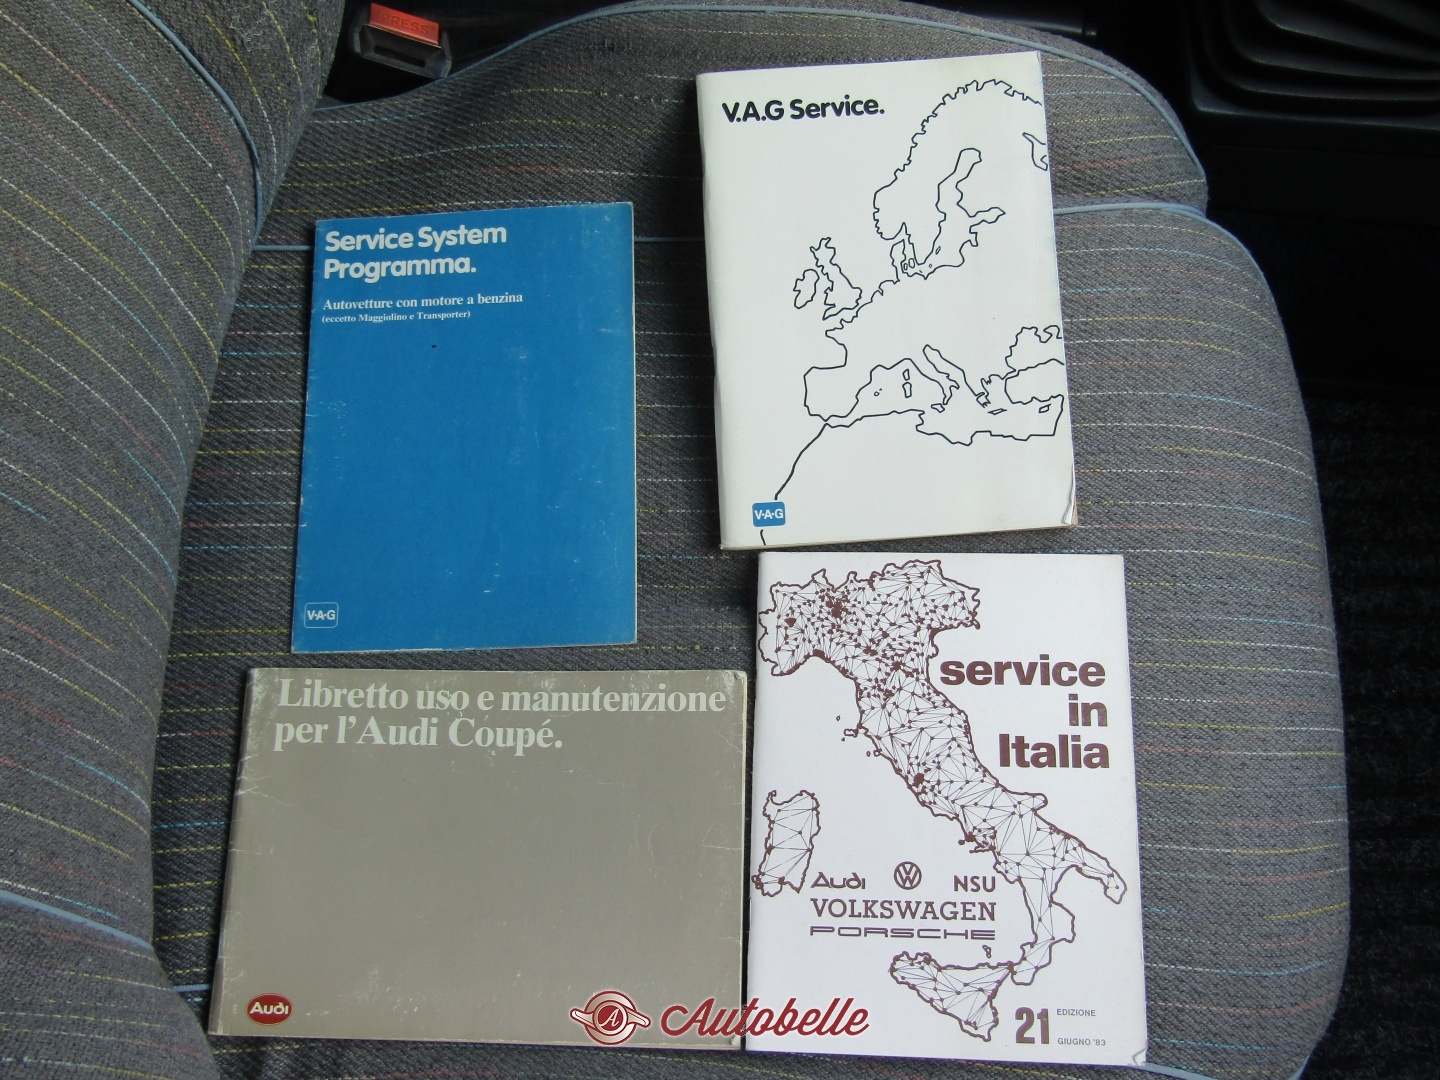 PRESS
V.A.G Service.
V·A·G
Service System
Programma.
Autovetture con motore a benzina
(eccetto Maggiolino e Transporter)
V·A·G
Libretto uso e manutenzione
per l'Audi Coupé.
Audi
service
in
Italia
Audi
NSU
VOLKSWAGEN
PORSCHE
21
EDIZIONE
GIUGNO '83
A
Autobelle